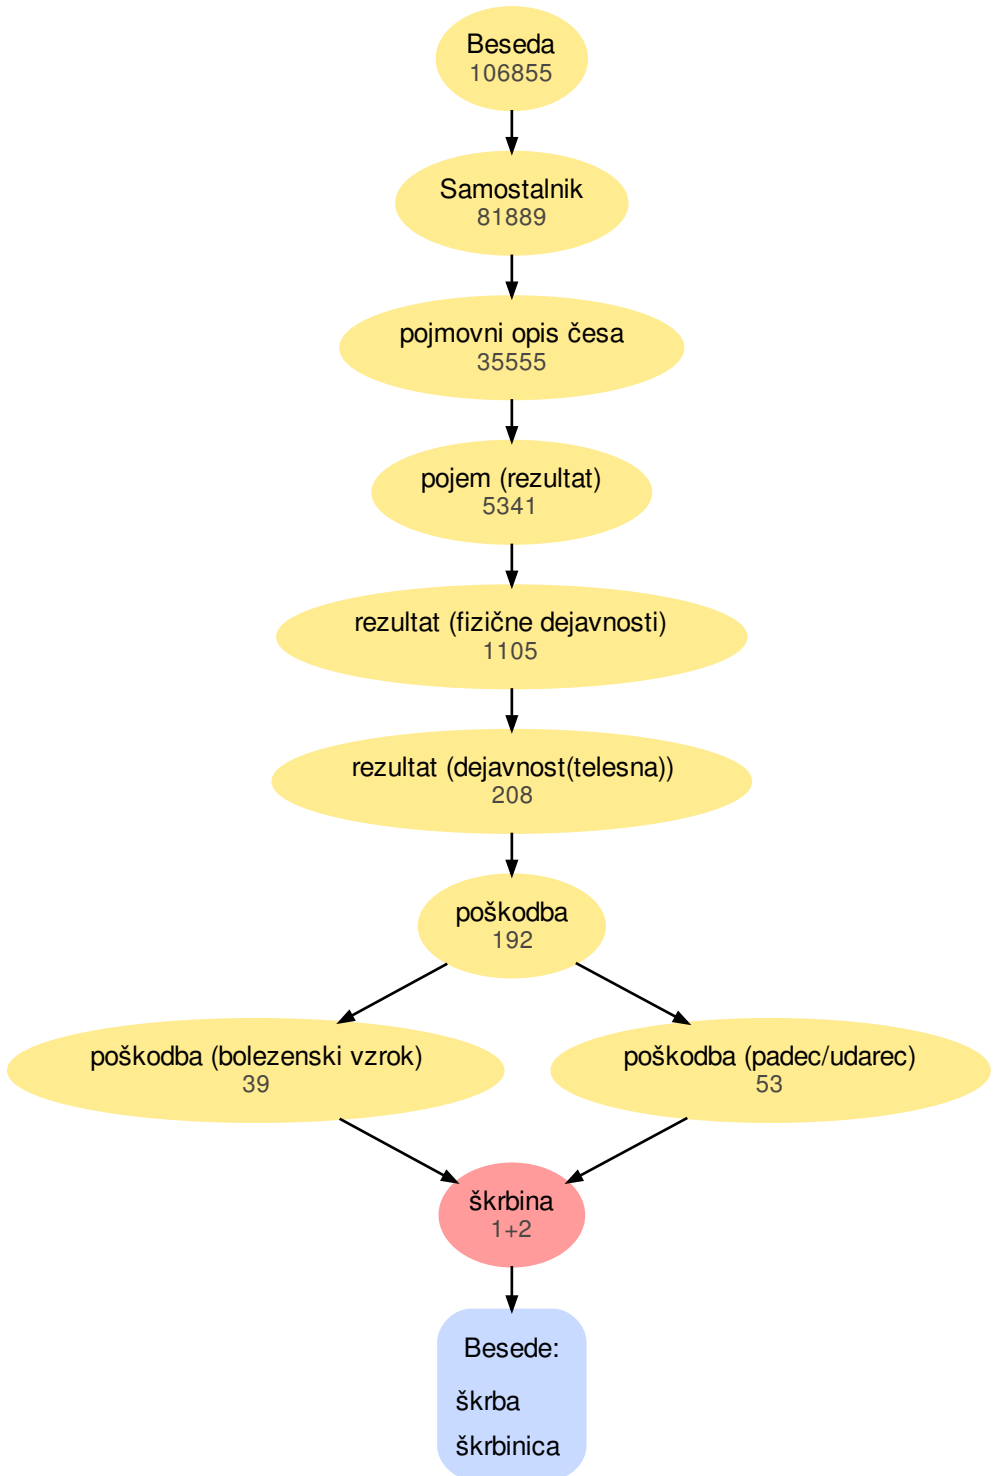 Beseda
106855
Samostalnik
81889
pojmovni opis česa
35555
pojem (rezultat)
5341
rezultat (fizične dejavnosti)
1105
rezultat (dejavnost(telesna))
208
poškodba
192
poškodba (bolezenski vzrok)
39
poškodba (padec/udarec)
53
škrbina
1+2
Besede:
škrba
škrbinica